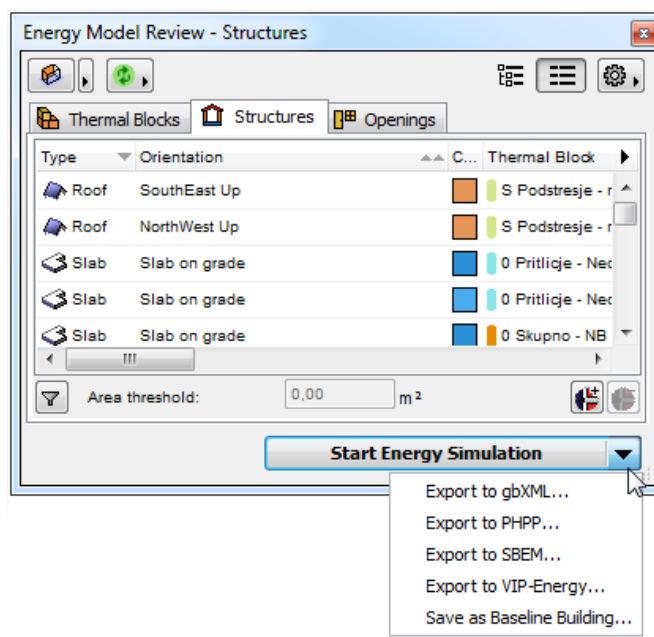 Energy Model Review - Structures
Thermal Blocks Structures Openings
Type Orientation C... Thermal Block
Roof SouthEast Up S Podstresje -
Roof NorthWest Up S Podstresje -
Slab Slab on grade 0 Pritlicje - Ned
Slab Slab on grade 0 Pritlicje - Ned
Slab Slab on grade 0 Skupno - NB
Area threshold: 0,00 m²
Start Energy Simulation
Export to gbXML...
Export to PHPP...
Export to SBEM...
Export to VIP-Energy...
Save as Baseline Building...